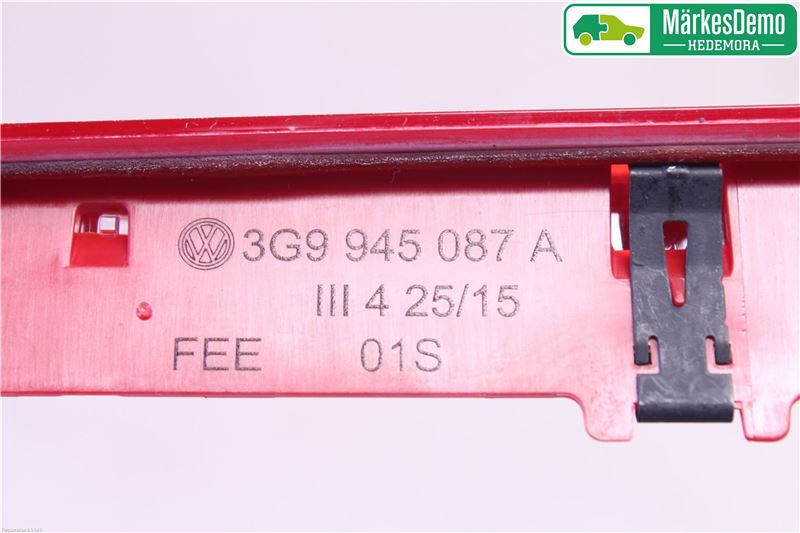 MärkesDemo
HEDEMORA
3G9 945 087 A
III 4 25/15
FEE 01S